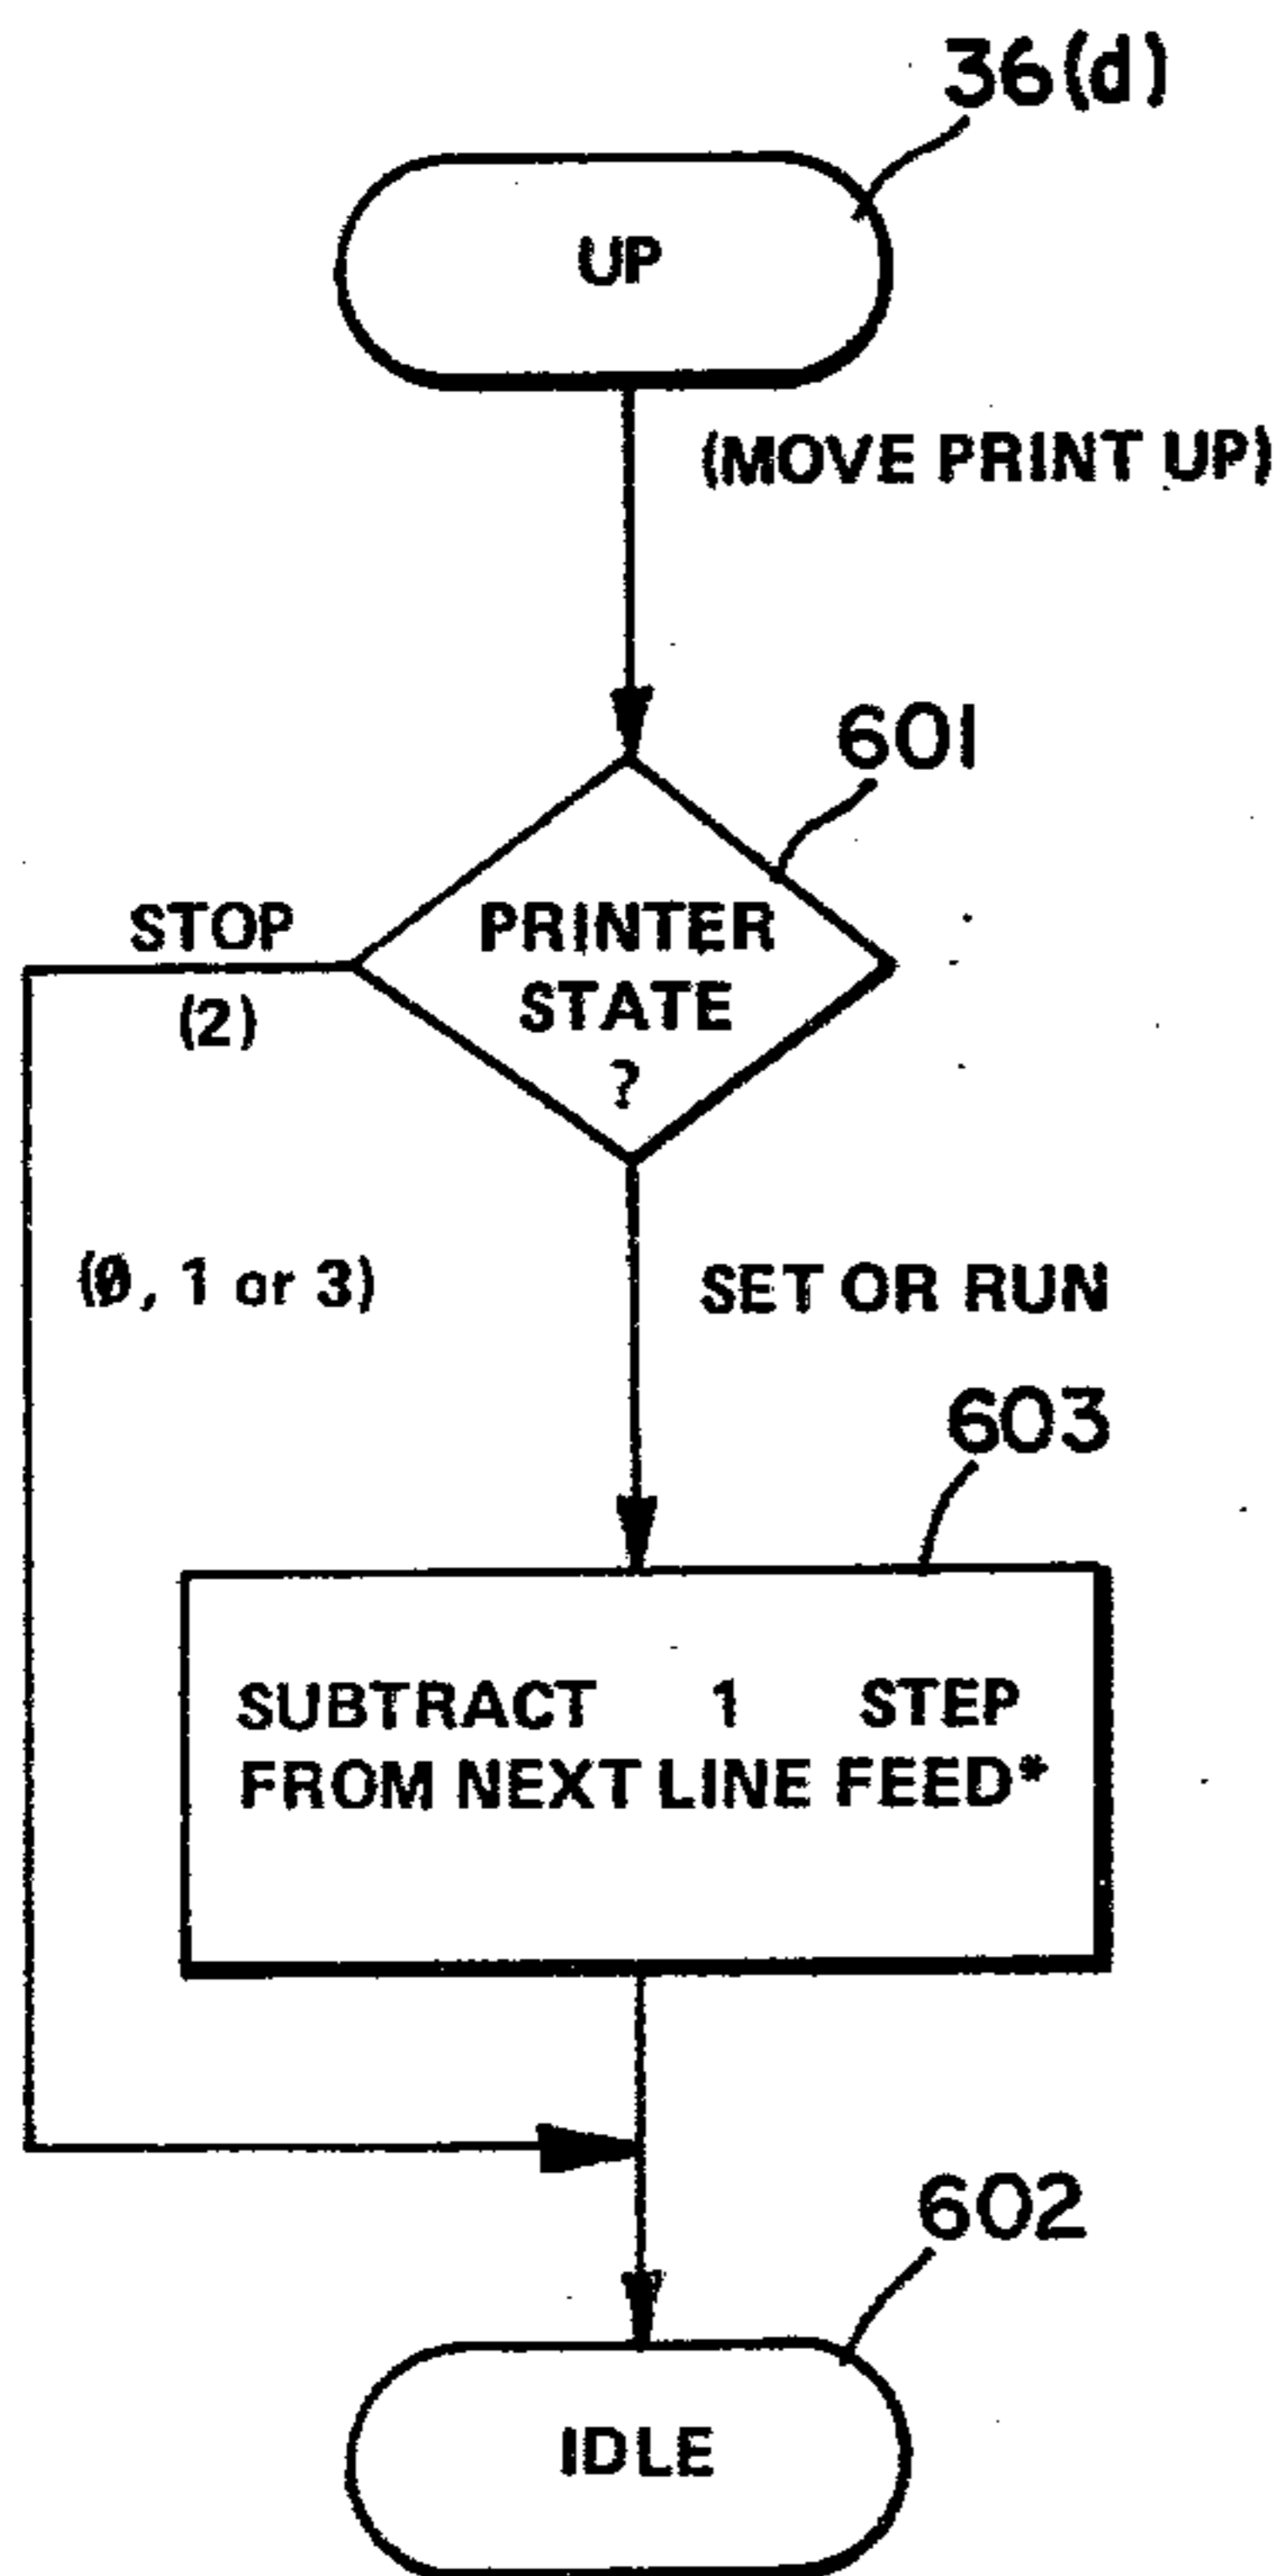 36(d)
UP
(MOVE PRINT UP)
601
STOP
(2)
PRINTER
STATE
?
(Ø, 1 or 3)
SET OR RUN
603
SUBTRACT 1 STEP
FROM NEXT LINE FEED*
602
IDLE